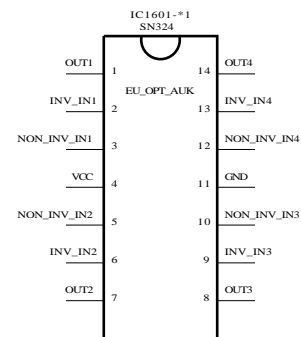 IC1601-*1
SN324
OUT1 1 14 OUT4
EU_OPT_AUK
INV_IN1 2 13 INV_IN4
NON_INV_IN1 3 12 NON_INV_IN4
VCC 4 11 GND
NON_INV_IN2 5 10 NON_INV_IN3
INV_IN2 6 9 INV_IN3
OUT2 7 8 OUT3